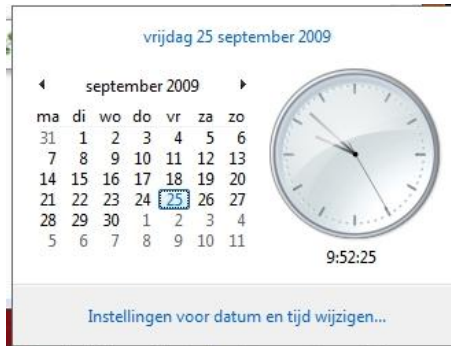 vrijdag 25 september 2009
september 2009
ma di wo do vr za zo
31 1 2 3 4 5 6
7 8 9 10 11 12 13
14 15 16 17 18 19 20
21 22 23 24 25 26 27
28 29 30 1 2 3 4
5 6 7 8 9 10 11
9:52:25
Instellingen voor datum en tijd wijzigen...